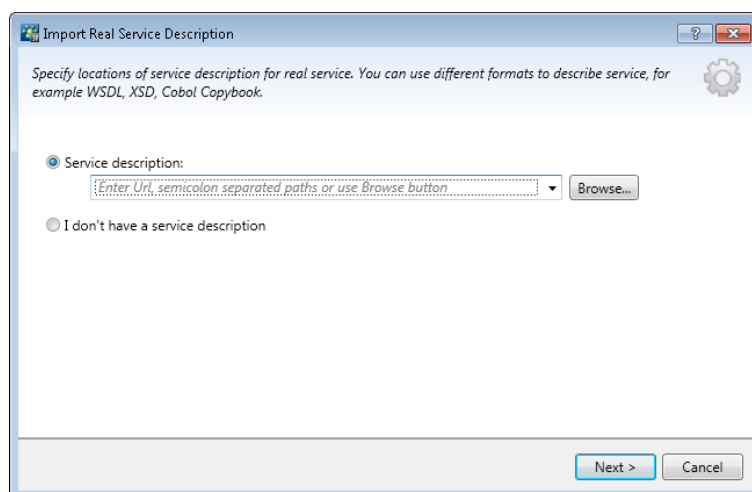 Import Real Service Description
?
Specify locations of service description for real service. You can use different formats to describe service, for
example WSDL, XSD, Cobol Copybook.
Service description:
Enter Url, semicolon separated paths or use Browse button
Browse...
I don't have a service description
Next >
Cancel